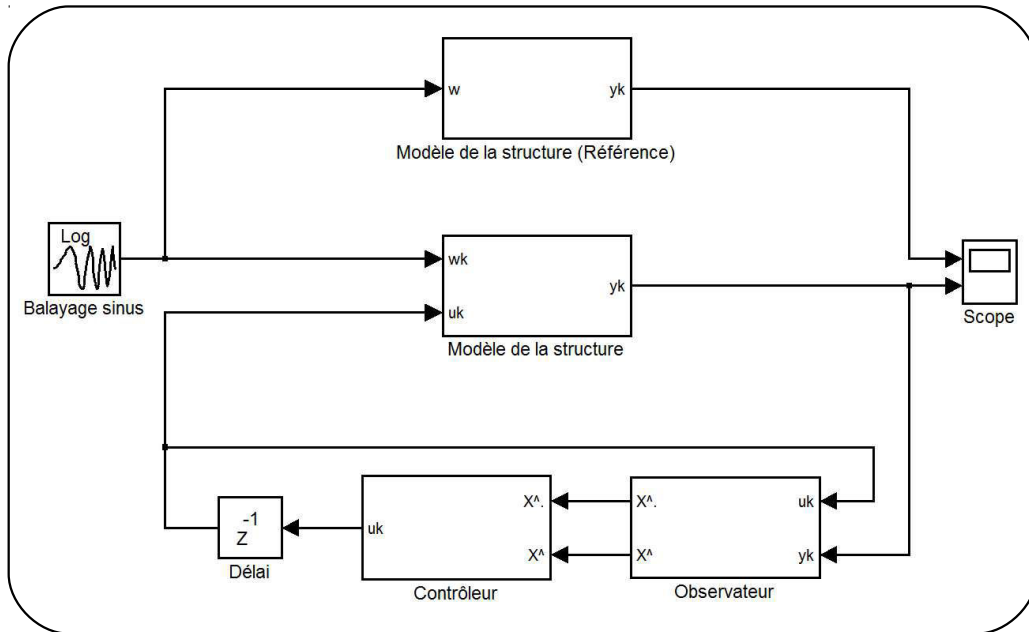 w
yk
Modèle de la structure (Référence)
Log
Balayage sinus
wk
yk
uk
Modèle de la structure
Scope
X^.
X^.
uk
-1
Z
uk
X^
X^
yk
Délai
Contrôleur
Observateur